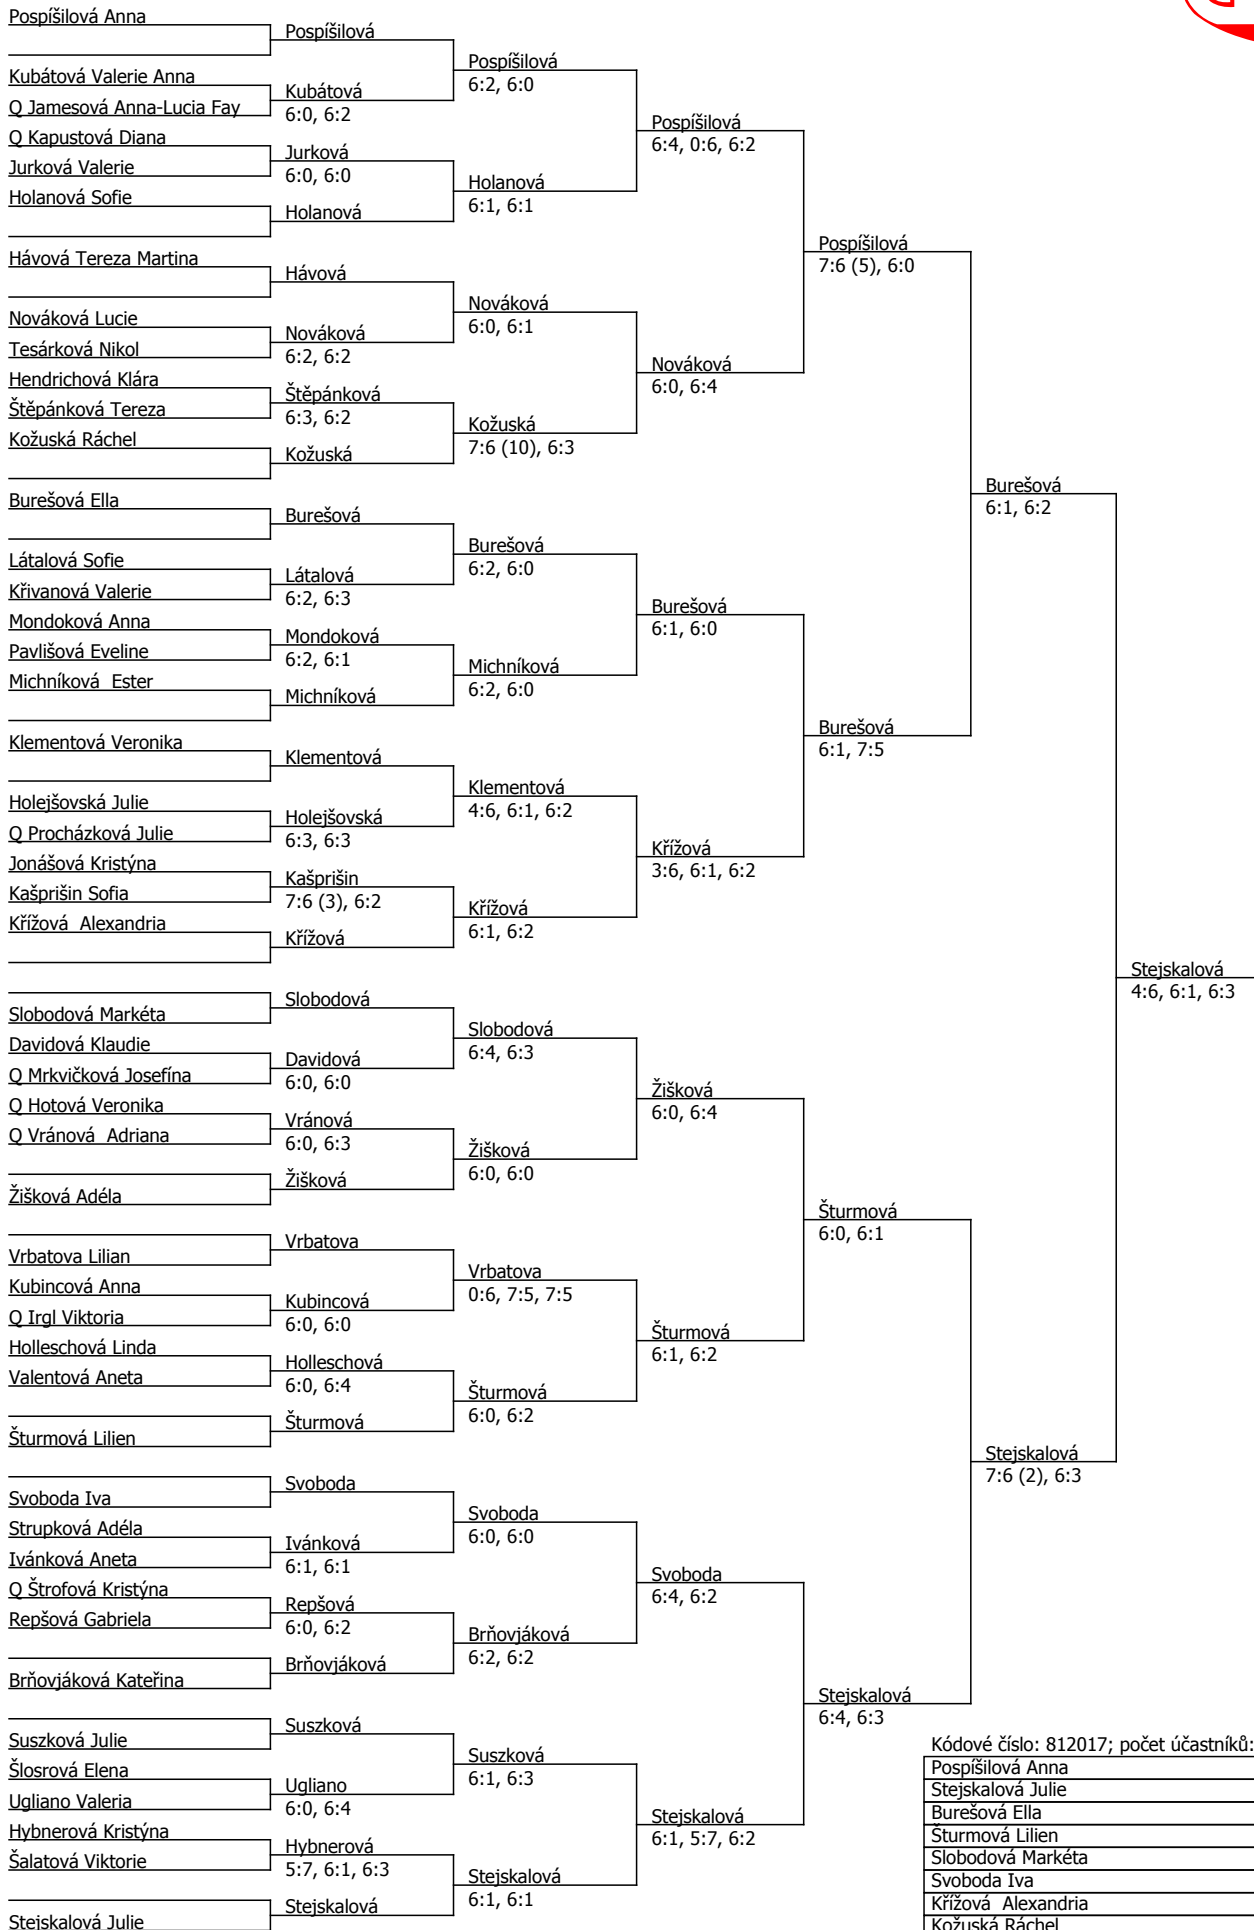 Pospíšilová Anna
Kubátová Valerie Anna
Q Jamesová Anna-Lucia Fay
Q Kapustová Diana
Jurková Valerie
Holanová Sofie
Hávová Tereza Martina
Nováková Lucie
Tesárková Nikol
Hendrichová Klára
Štěpánková Tereza
Kožuská Ráchel
Burešová Ella
Látalová Sofie
Křivanová Valerie
Mondoková Anna
Pavlišová Eveline
Michníková  Ester
Klementová Veronika
Holejšovská Julie
Q Procházková Julie
Jonášová Kristýna
Kašprišin Sofia
Křížová  Alexandria
Slobodová Markéta
Davidová Klaudie
Q Mrkvičková Josefína
Q Hotová Veronika
Q Vránová  Adriana
Žišková Adéla
Vrbatova Lilian
Kubincová Anna
Q Irgl Viktoria
Holleschová Linda
Valentová Aneta
Šturmová Lilien
Svoboda Iva
Strupková Adéla
Ivánková Aneta
Q Štrofová Kristýna
Repšová Gabriela
Brňovjáková Kateřina
Suszková Julie
Šlosrová Elena
Ugliano Valeria
Hybnerová Kristýna
Šalatová Viktorie
Stejskalová Julie
Pospíšilová
Kubátová
6:0, 6:2
Jurková
6:0, 6:0
Holanová
Hávová
Nováková
6:2, 6:2
Štěpánková
6:3, 6:2
Kožuská
Burešová
Látalová
6:2, 6:3
Mondoková
6:2, 6:1
Michníková
Klementová
Holejšovská
6:3, 6:3
Kašprišin
7:6 (3), 6:2
Křížová
Slobodová
Davidová
6:0, 6:0
Vránová
6:0, 6:3
Žišková
Vrbatova
Kubincová
6:0, 6:0
Holleschová
6:0, 6:4
Šturmová
Svoboda
Ivánková
6:1, 6:1
Repšová
6:0, 6:2
Brňovjáková
Suszková
Ugliano
6:0, 6:4
Hybnerová
5:7, 6:1, 6:3
Stejskalová
Pospíšilová
6:2, 6:0
Holanová
6:1, 6:1
Nováková
6:0, 6:1
Kožuská
7:6 (10), 6:3
Burešová
6:2, 6:0
Michníková
6:2, 6:0
Klementová
4:6, 6:1, 6:2
Křížová
6:1, 6:2
Slobodová
6:4, 6:3
Žišková
6:0, 6:0
Vrbatova
0:6, 7:5, 7:5
Šturmová
6:0, 6:2
Svoboda
6:0, 6:0
Brňovjáková
6:2, 6:2
Suszková
6:1, 6:3
Stejskalová
6:1, 6:1
Pospíšilová
6:4, 0:6, 6:2
Nováková
6:0, 6:4
Burešová
6:1, 6:0
Křížová
3:6, 6:1, 6:2
Žišková
6:0, 6:4
Šturmová
6:1, 6:2
Svoboda
6:4, 6:2
Stejskalová
6:1, 5:7, 6:2
Pospíšilová
7:6 (5), 6:0
Burešová
6:1, 7:5
Šturmová
6:0, 6:1
Stejskalová
6:4, 6:3
Burešová
6:1, 6:2
Stejskalová
7:6 (2), 6:3
Stejskalová
4:6, 6:1, 6:3
Kódové číslo: 812017; počet účastníků:
Pospíšilová Anna
Stejskalová Julie
Burešová Ella
Šturmová Lilien
Slobodová Markéta
Svoboda Iva
Křížová  Alexandria
Kožuská Ráchel